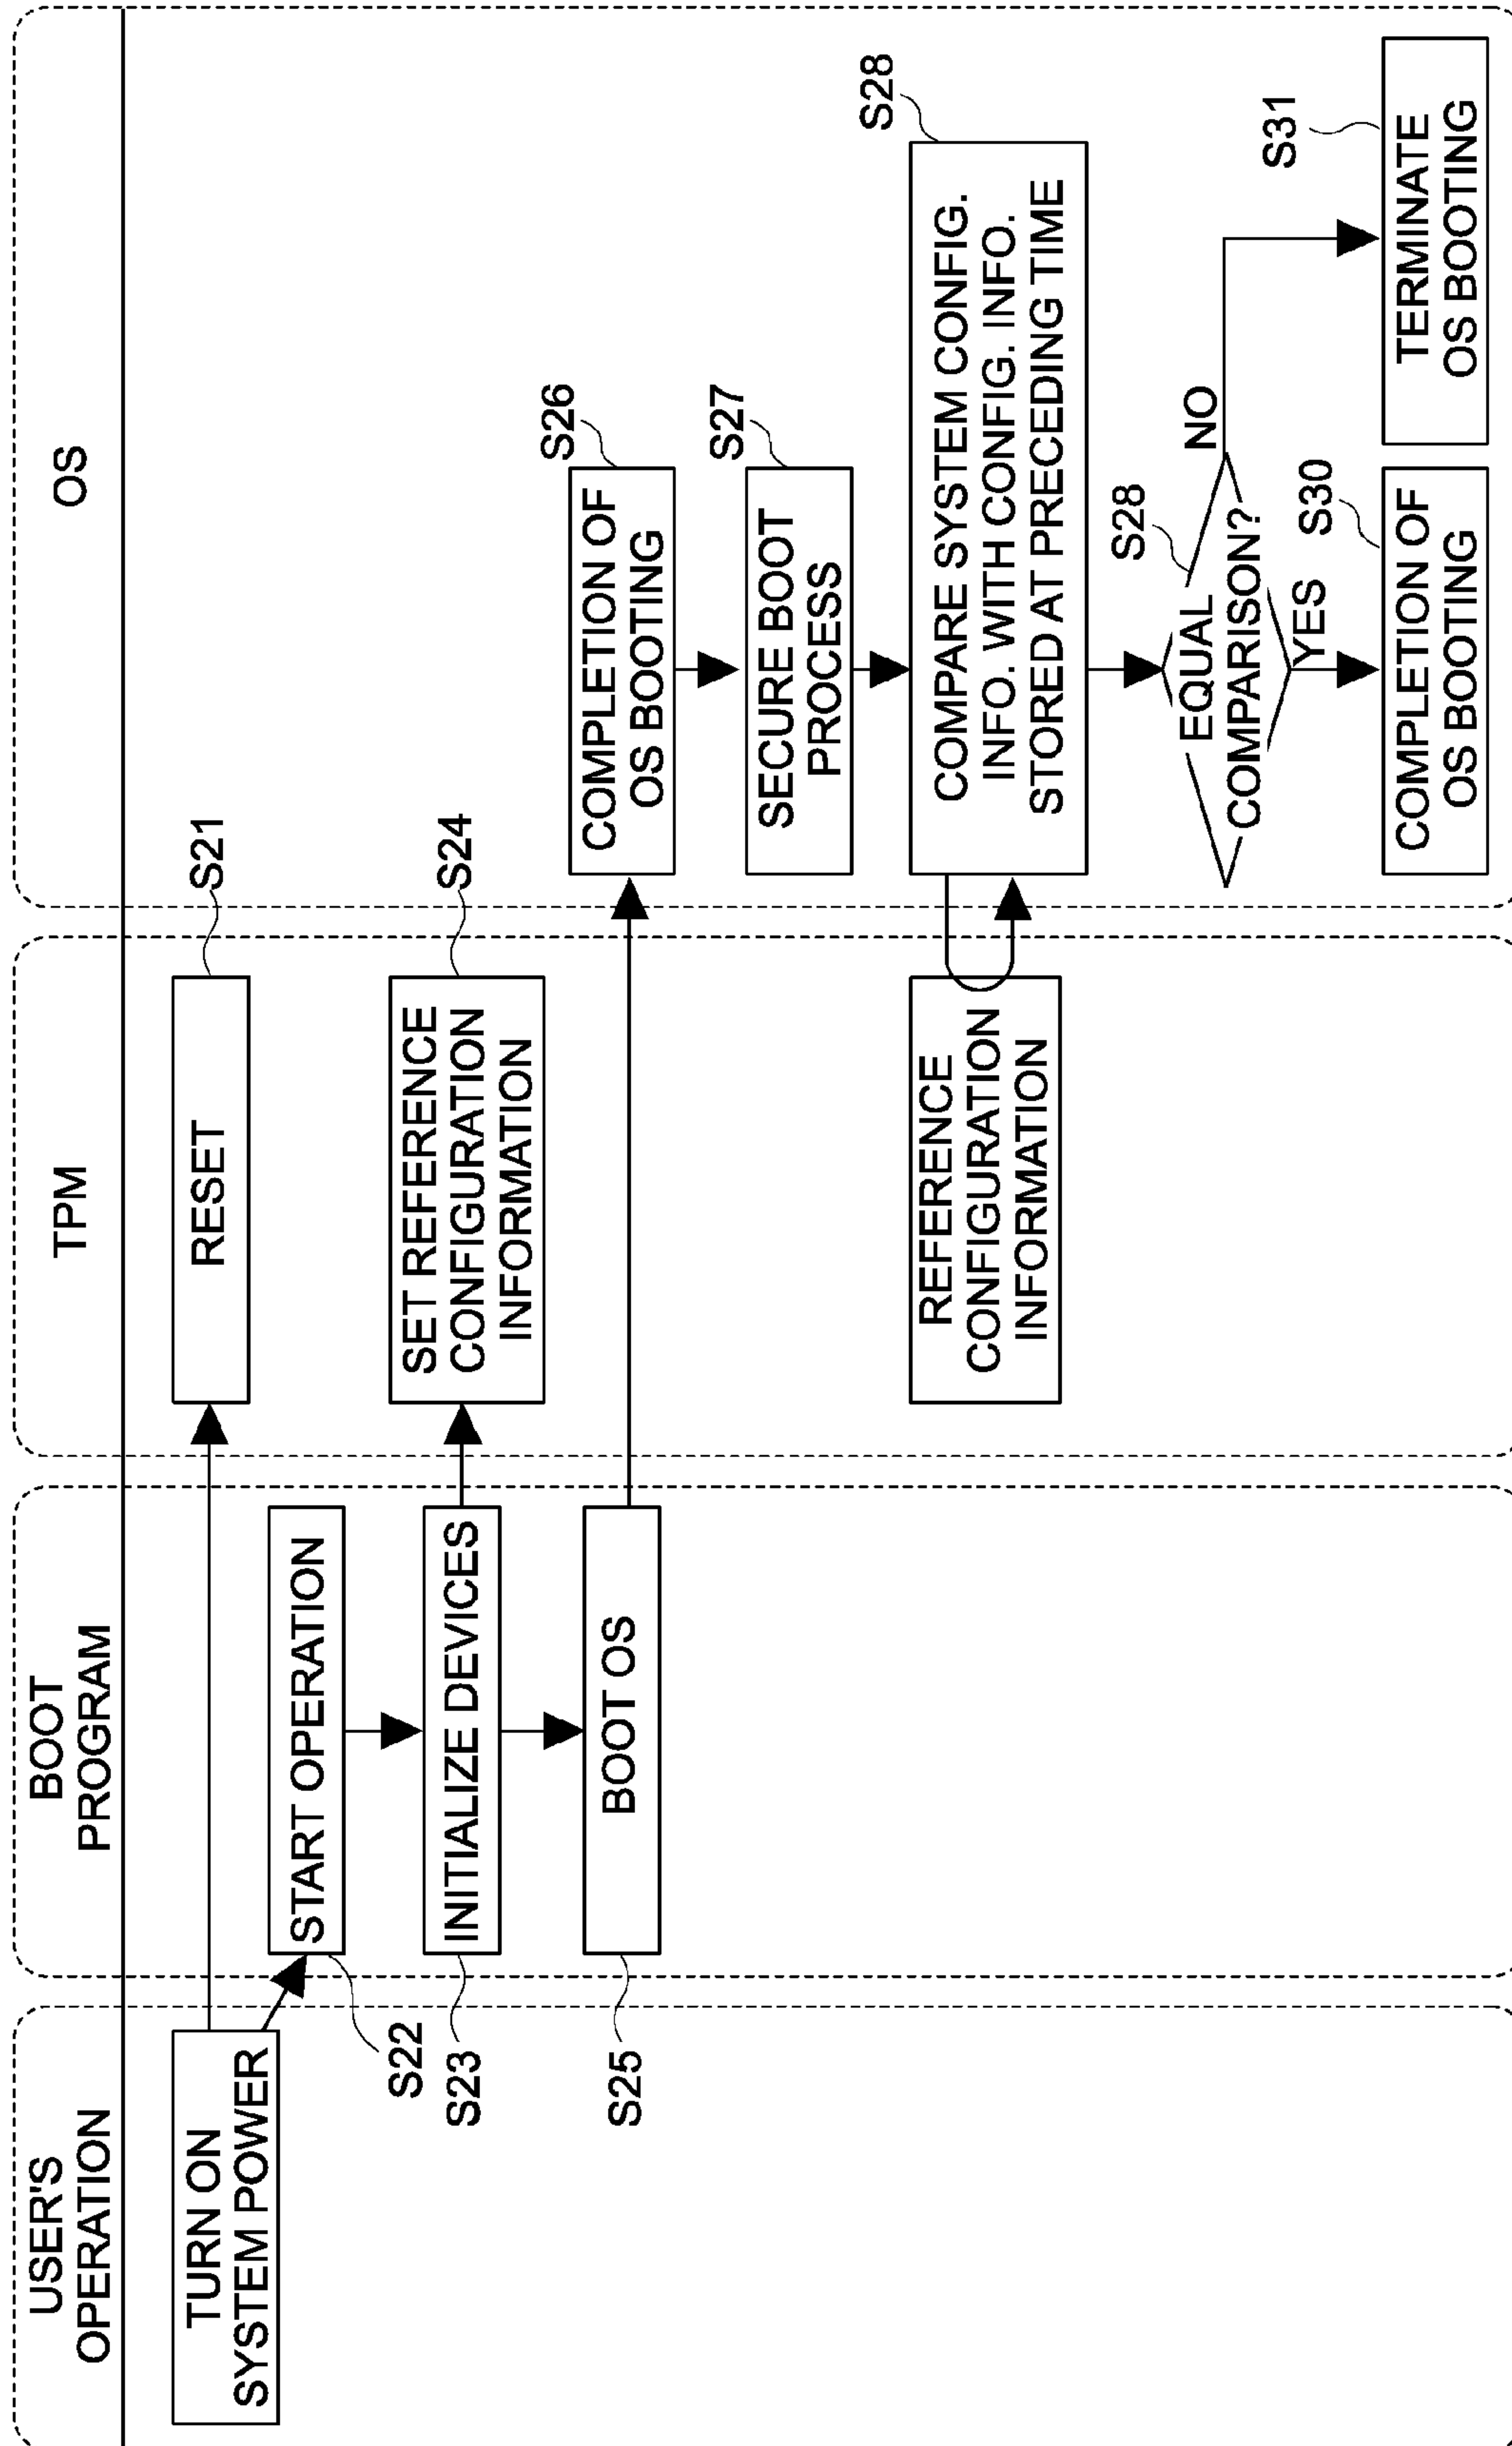 USER'S
OPERATION
BOOT
PROGRAM
TPM
OS
TURN ON
SYSTEM POWER
RESET
S21
START OPERATION
S22
INITIALIZE DEVICES
S23
SET REFERENCE
CONFIGURATION
INFORMATION
S24
BOOT OS
S25
COMPLETION OF
OS BOOTING
S26
SECURE BOOT
PROCESS
S27
REFERENCE
CONFIGURATION
INFORMATION
COMPARE SYSTEM CONFIG.
INFO. WITH CONFIG. INFO.
STORED AT PRECEDING TIME
S28
EQUAL
COMPARISON?
S28
NO
YES
COMPLETION OF
OS BOOTING
S30
TERMINATE
OS BOOTING
S31